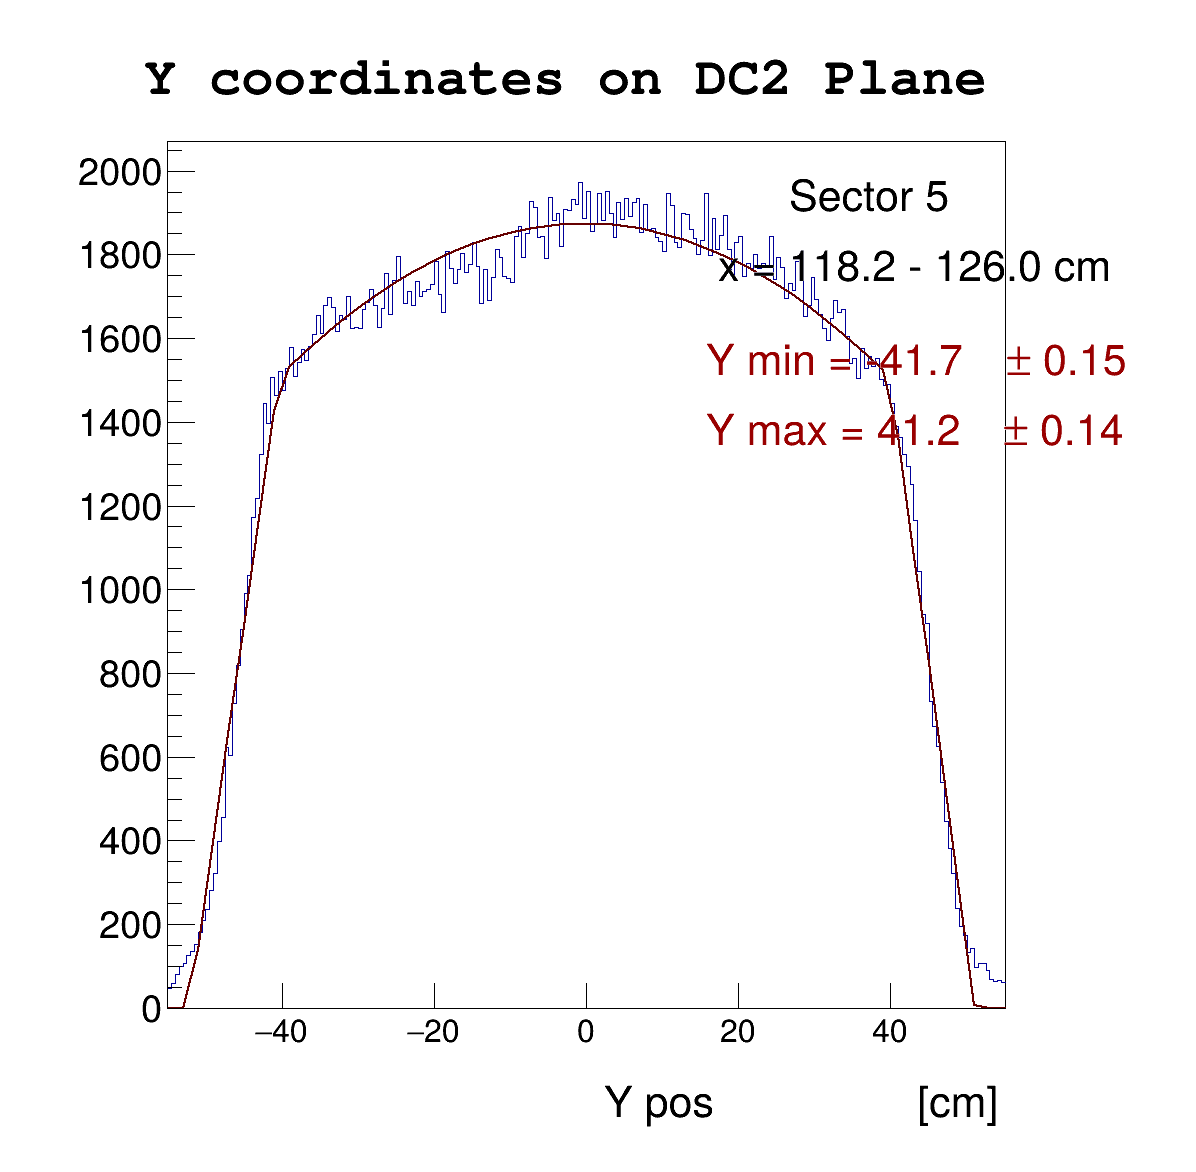 Y coordinates on DC2 Plane
Sector 5
x = 118.2 - 126.0 cm
Y min = -41.7 ± 0.15
Y max = 41.2 ± 0.14
2000
1800
1600
1400
1200
1000
800
600
400
200
0
−40 −20 0 20 40
Y pos [cm]